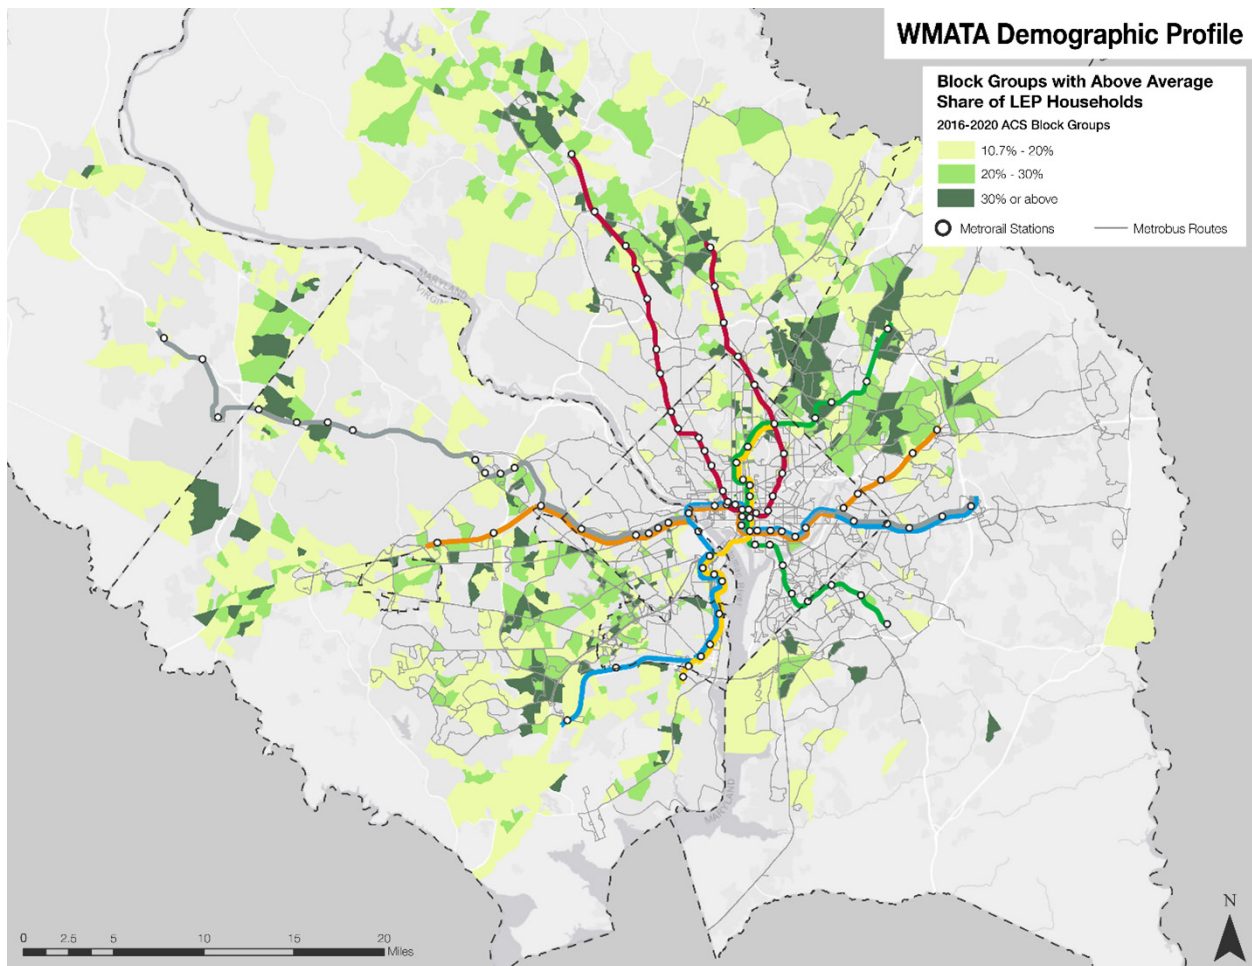 WMATA Demographic Profile
Block Groups with Above Average
Share of LEP Households
2016-2020 ACS Block Groups
10.7% - 20%
20% - 30%
30% or above
Metrorail Stations
Metrobus Routes
MARYLAND
VIRGINIA
MARYLAND
N
0 2.5 5 10 15 20
Miles